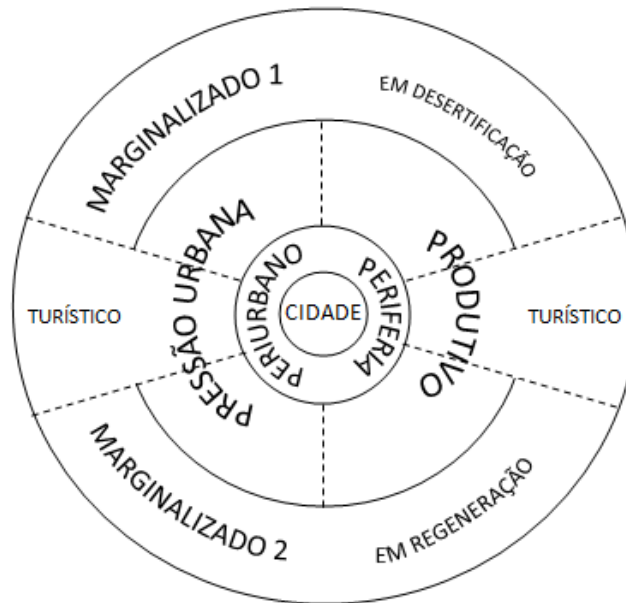 MARGINALIZADO 1
EM DESERTIFICAÇÃO
PRESSÃO URBANA
PERIURBANO
PERIFERIA
PRODUTIVO
TURÍSTICO
CIDADE
TURÍSTICO
MARGINALIZADO 2
EM REGENERAÇÃO